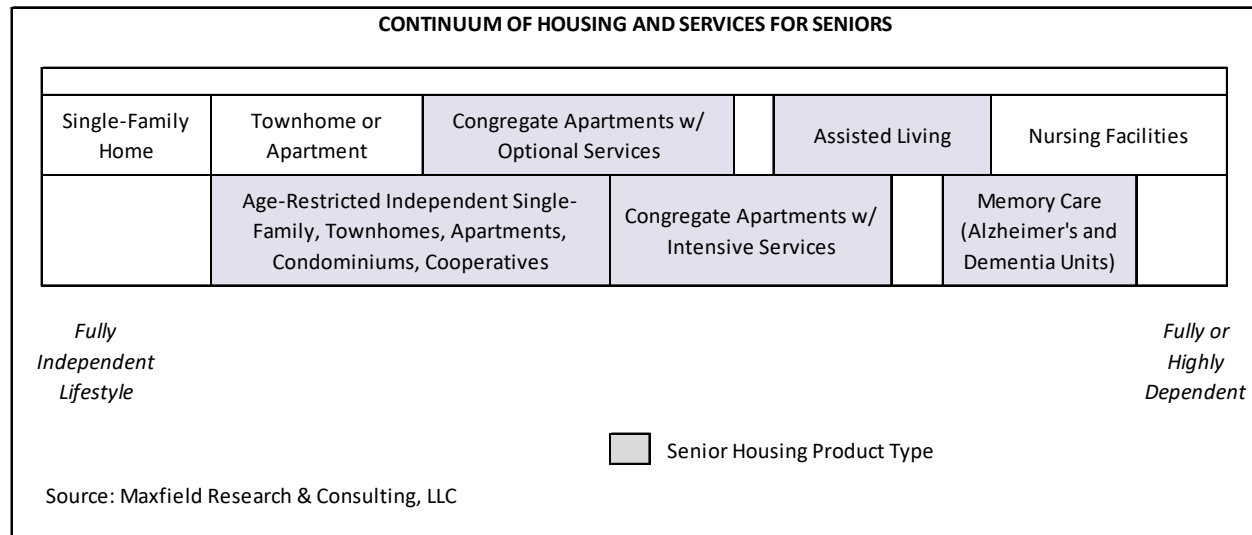 CONTINUUM OF HOUSING AND SERVICES FOR SENIORS
Single-Family
Home
Townhome or
Apartment
Congregate Apartments w/
Optional Services
Assisted Living
Nursing Facilities
Age-Restricted Independent Single-
Family, Townhomes, Apartments,
Condominiums, Cooperatives
Congregate Apartments w/
Intensive Services
Memory Care
(Alzheimer's and
Dementia Units)
Fully
Independent
Lifestyle
Fully or
Highly
Dependent
Senior Housing Product Type
Source: Maxfield Research & Consulting, LLC